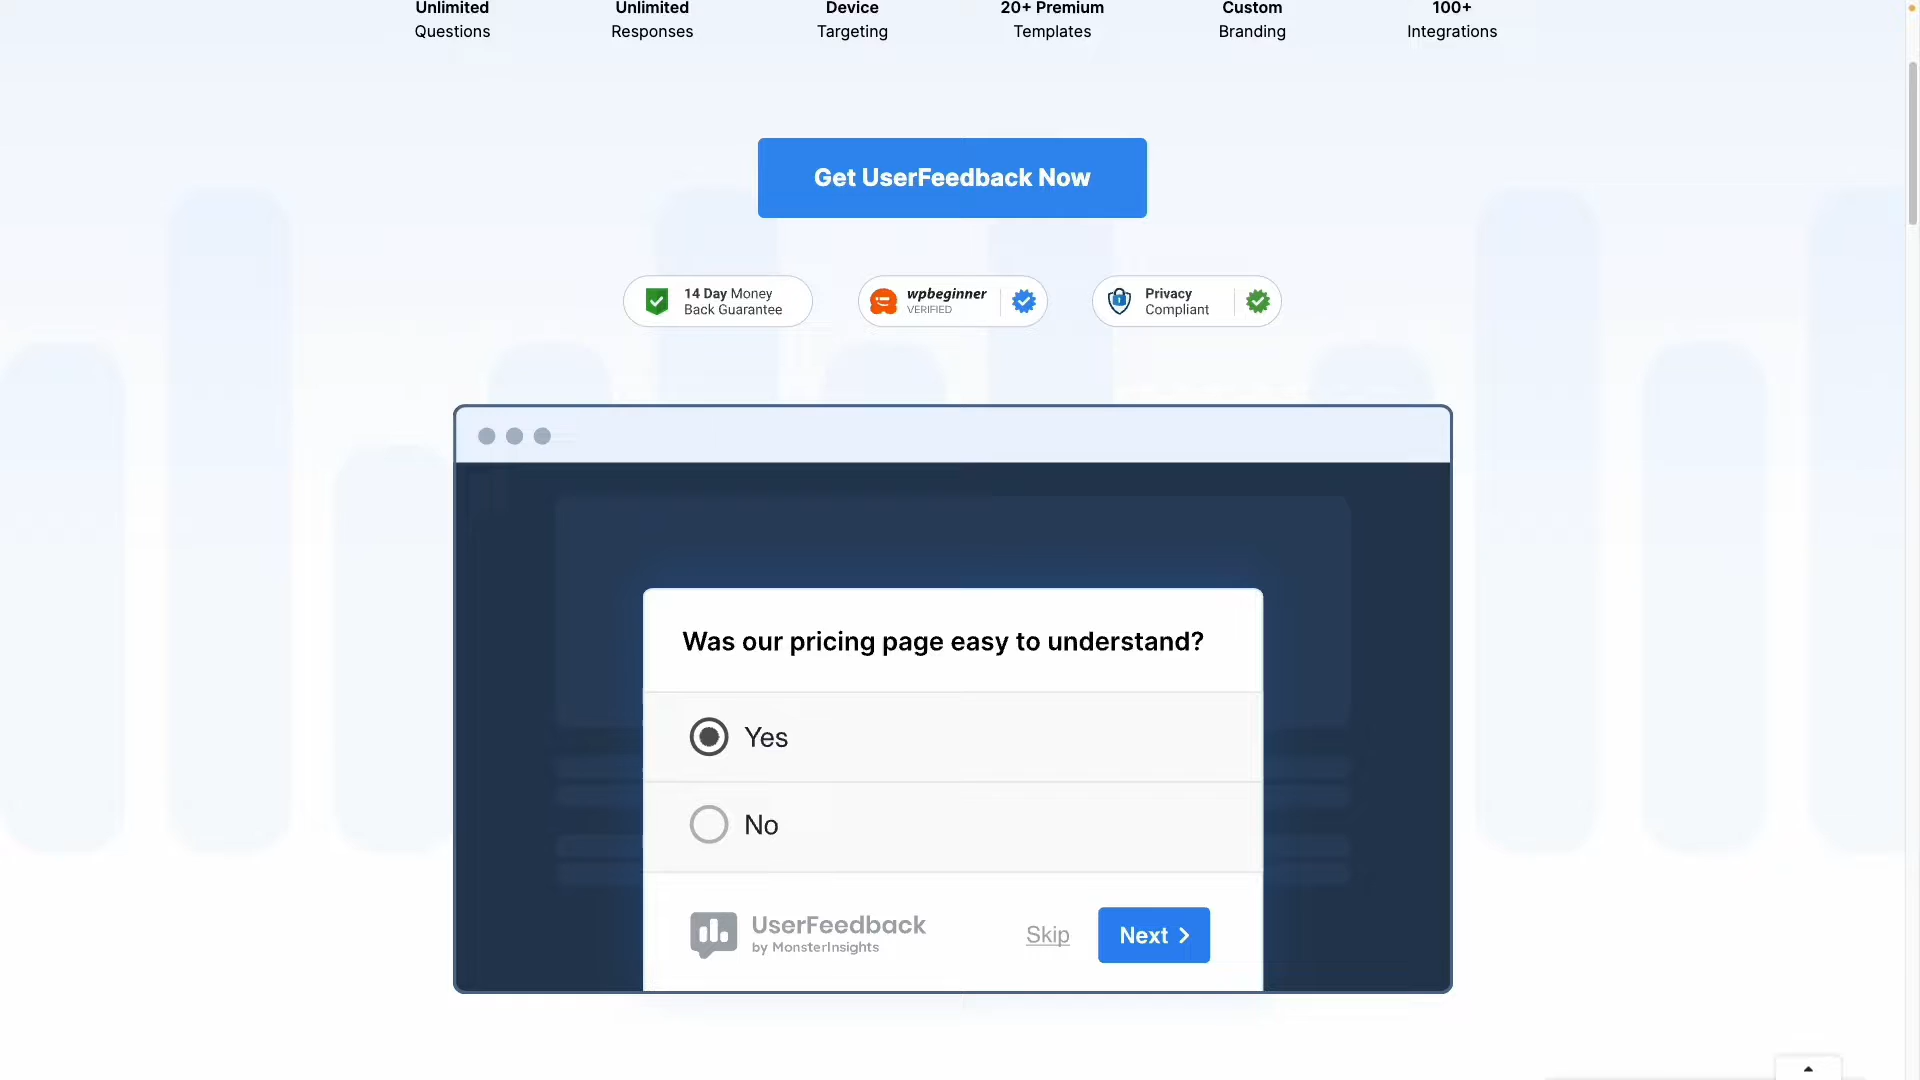 Unlimited
Questions
Unlimited
Responses
Device
Targeting
20+ Premium
Templates
Custom
Branding
100+
Integrations
Get UserFeedback Now
14 Day Money
Back Guarantee
wpbeginner
VERIFIED
Privacy
Compliant
Was our pricing page easy to understand?
Yes
No
UserFeedback
by MonsterInsights
Skip
Next